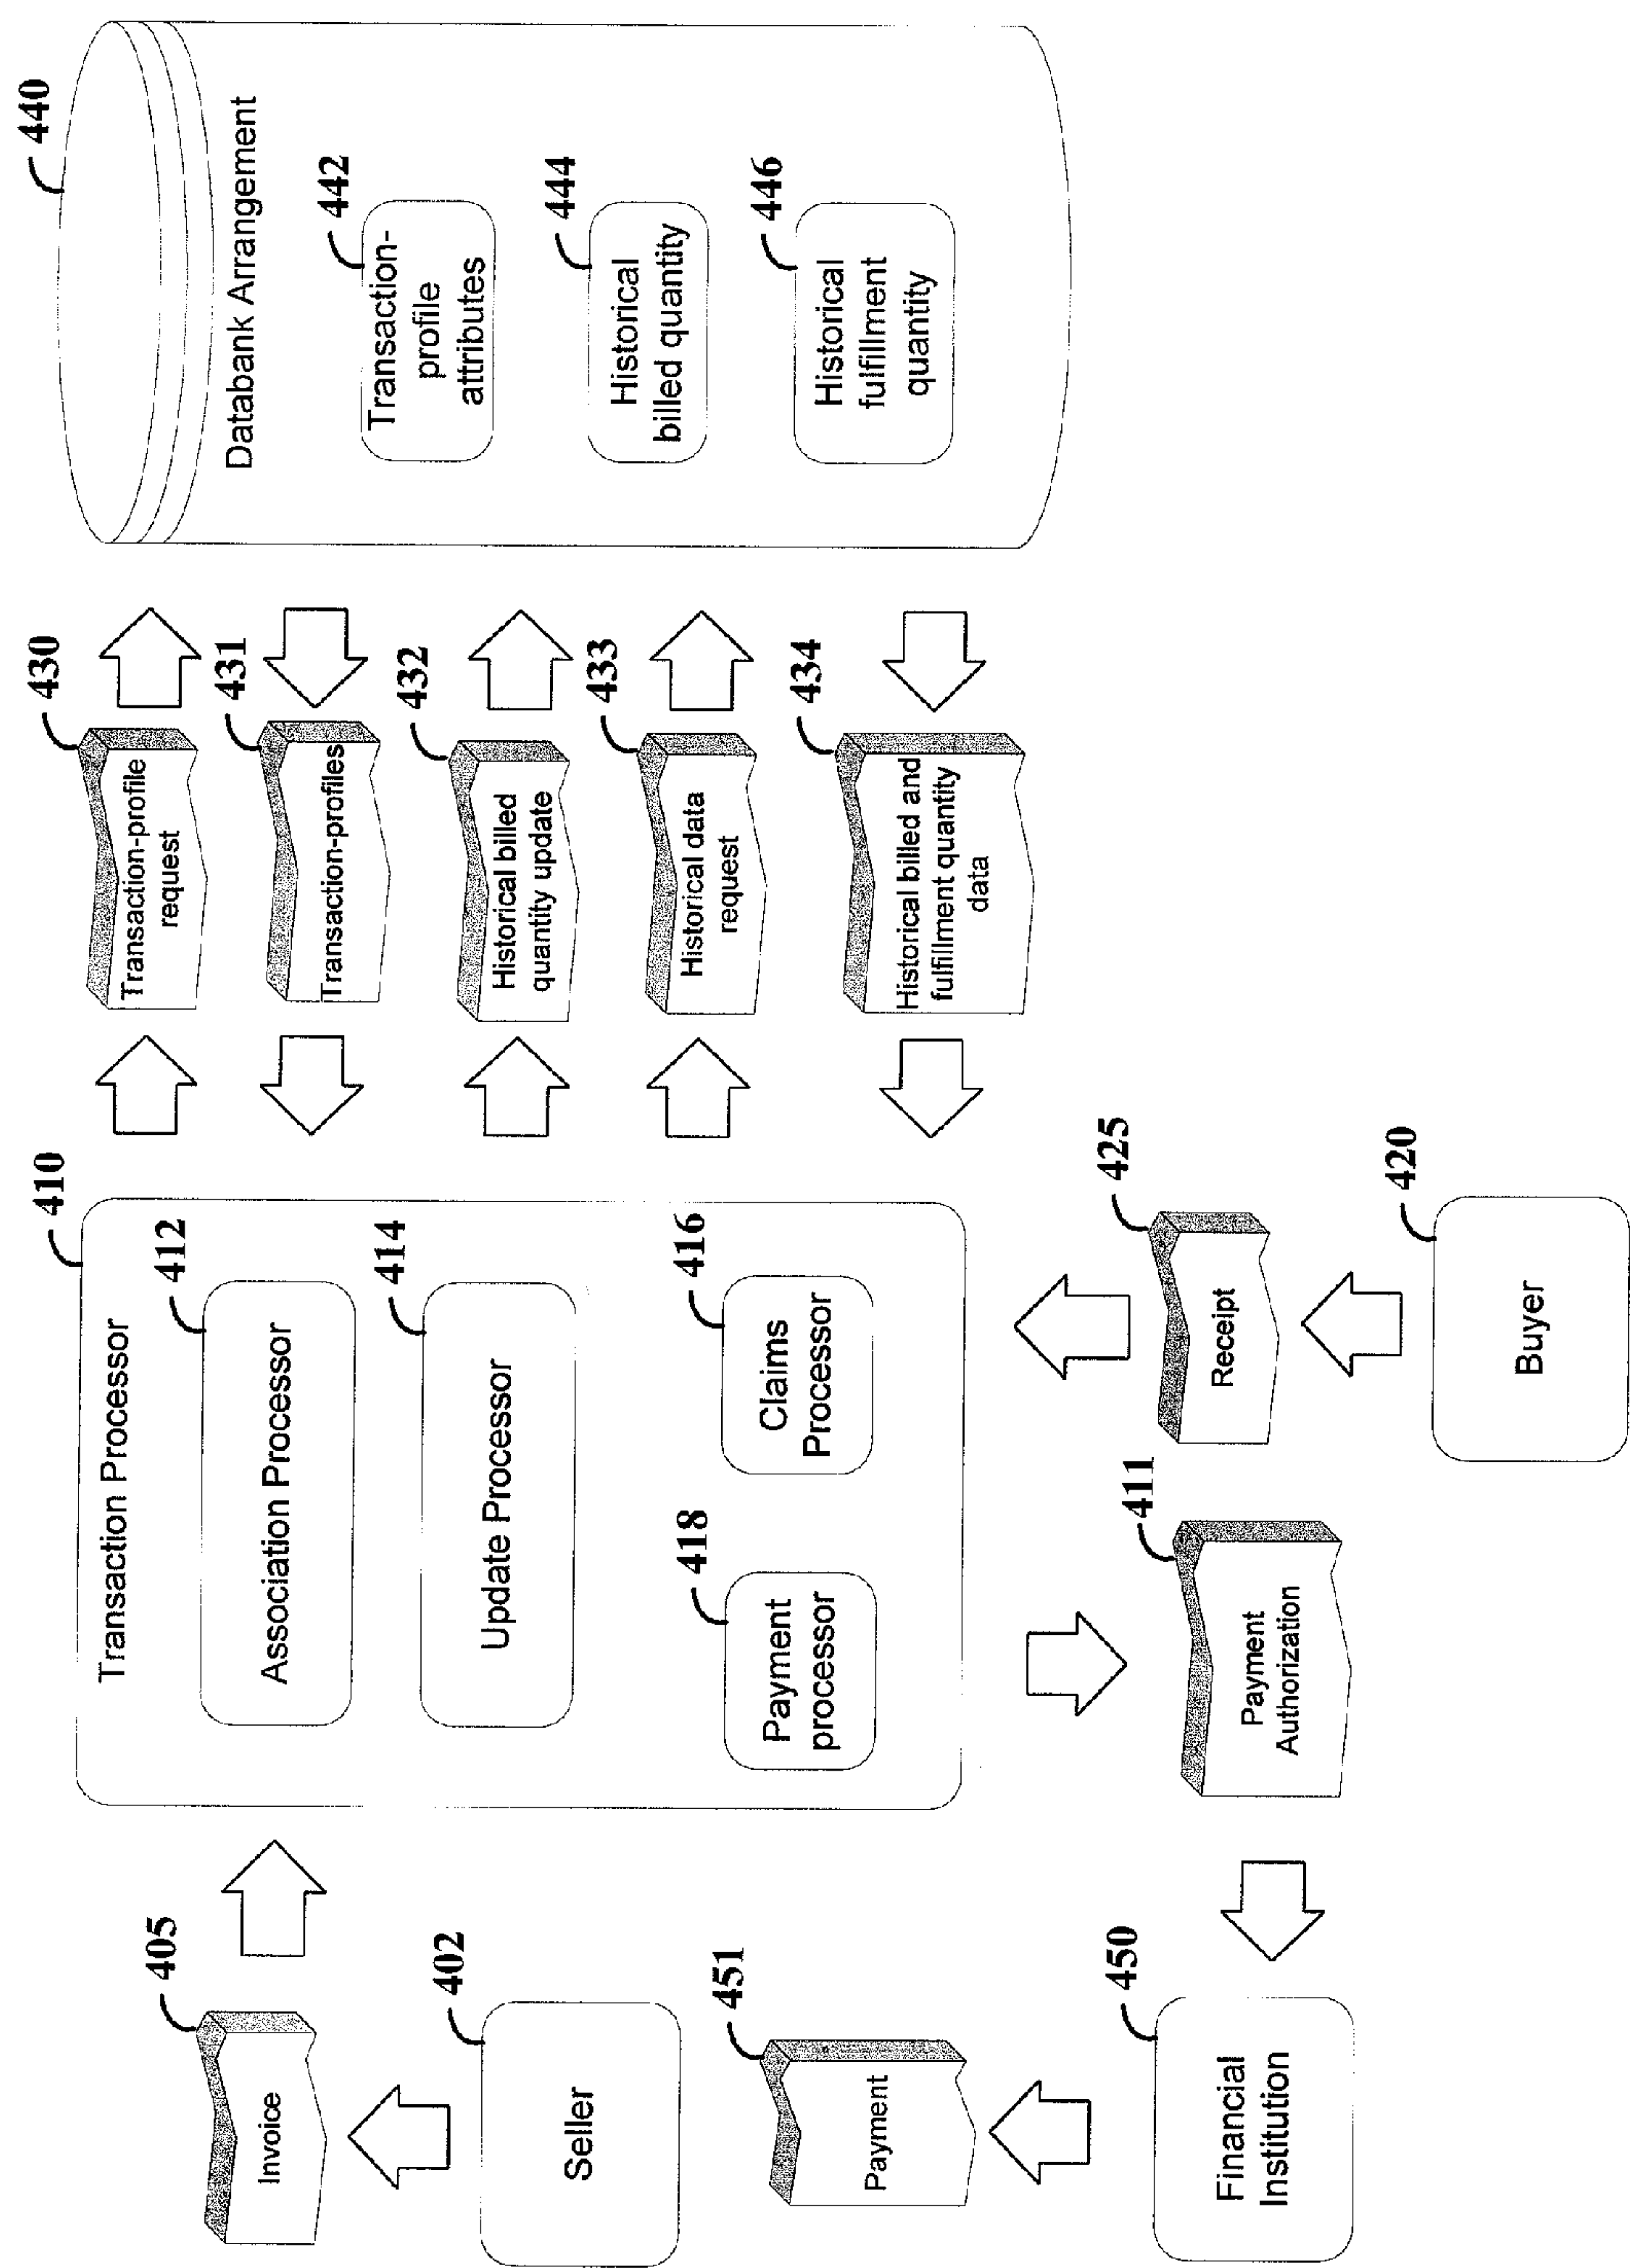 405
Invoice
402
Seller
451
Payment
450
Financial
Institution
410
Transaction Processor
412
Association Processor
414
Update Processor
418
Payment
processor
416
Claims
Processor
411
Payment
Authorization
425
Receipt
420
Buyer
430
Transaction-profile
request
431
Transaction-profiles
432
Historical billed
quantity update
433
Historical data
request
434
Historical billed and
fulfillment quantity
data
440
Databank Arrangement
442
Transaction-
profile
attributes
444
Historical
billed quantity
446
Historical
fulfillment
quantity